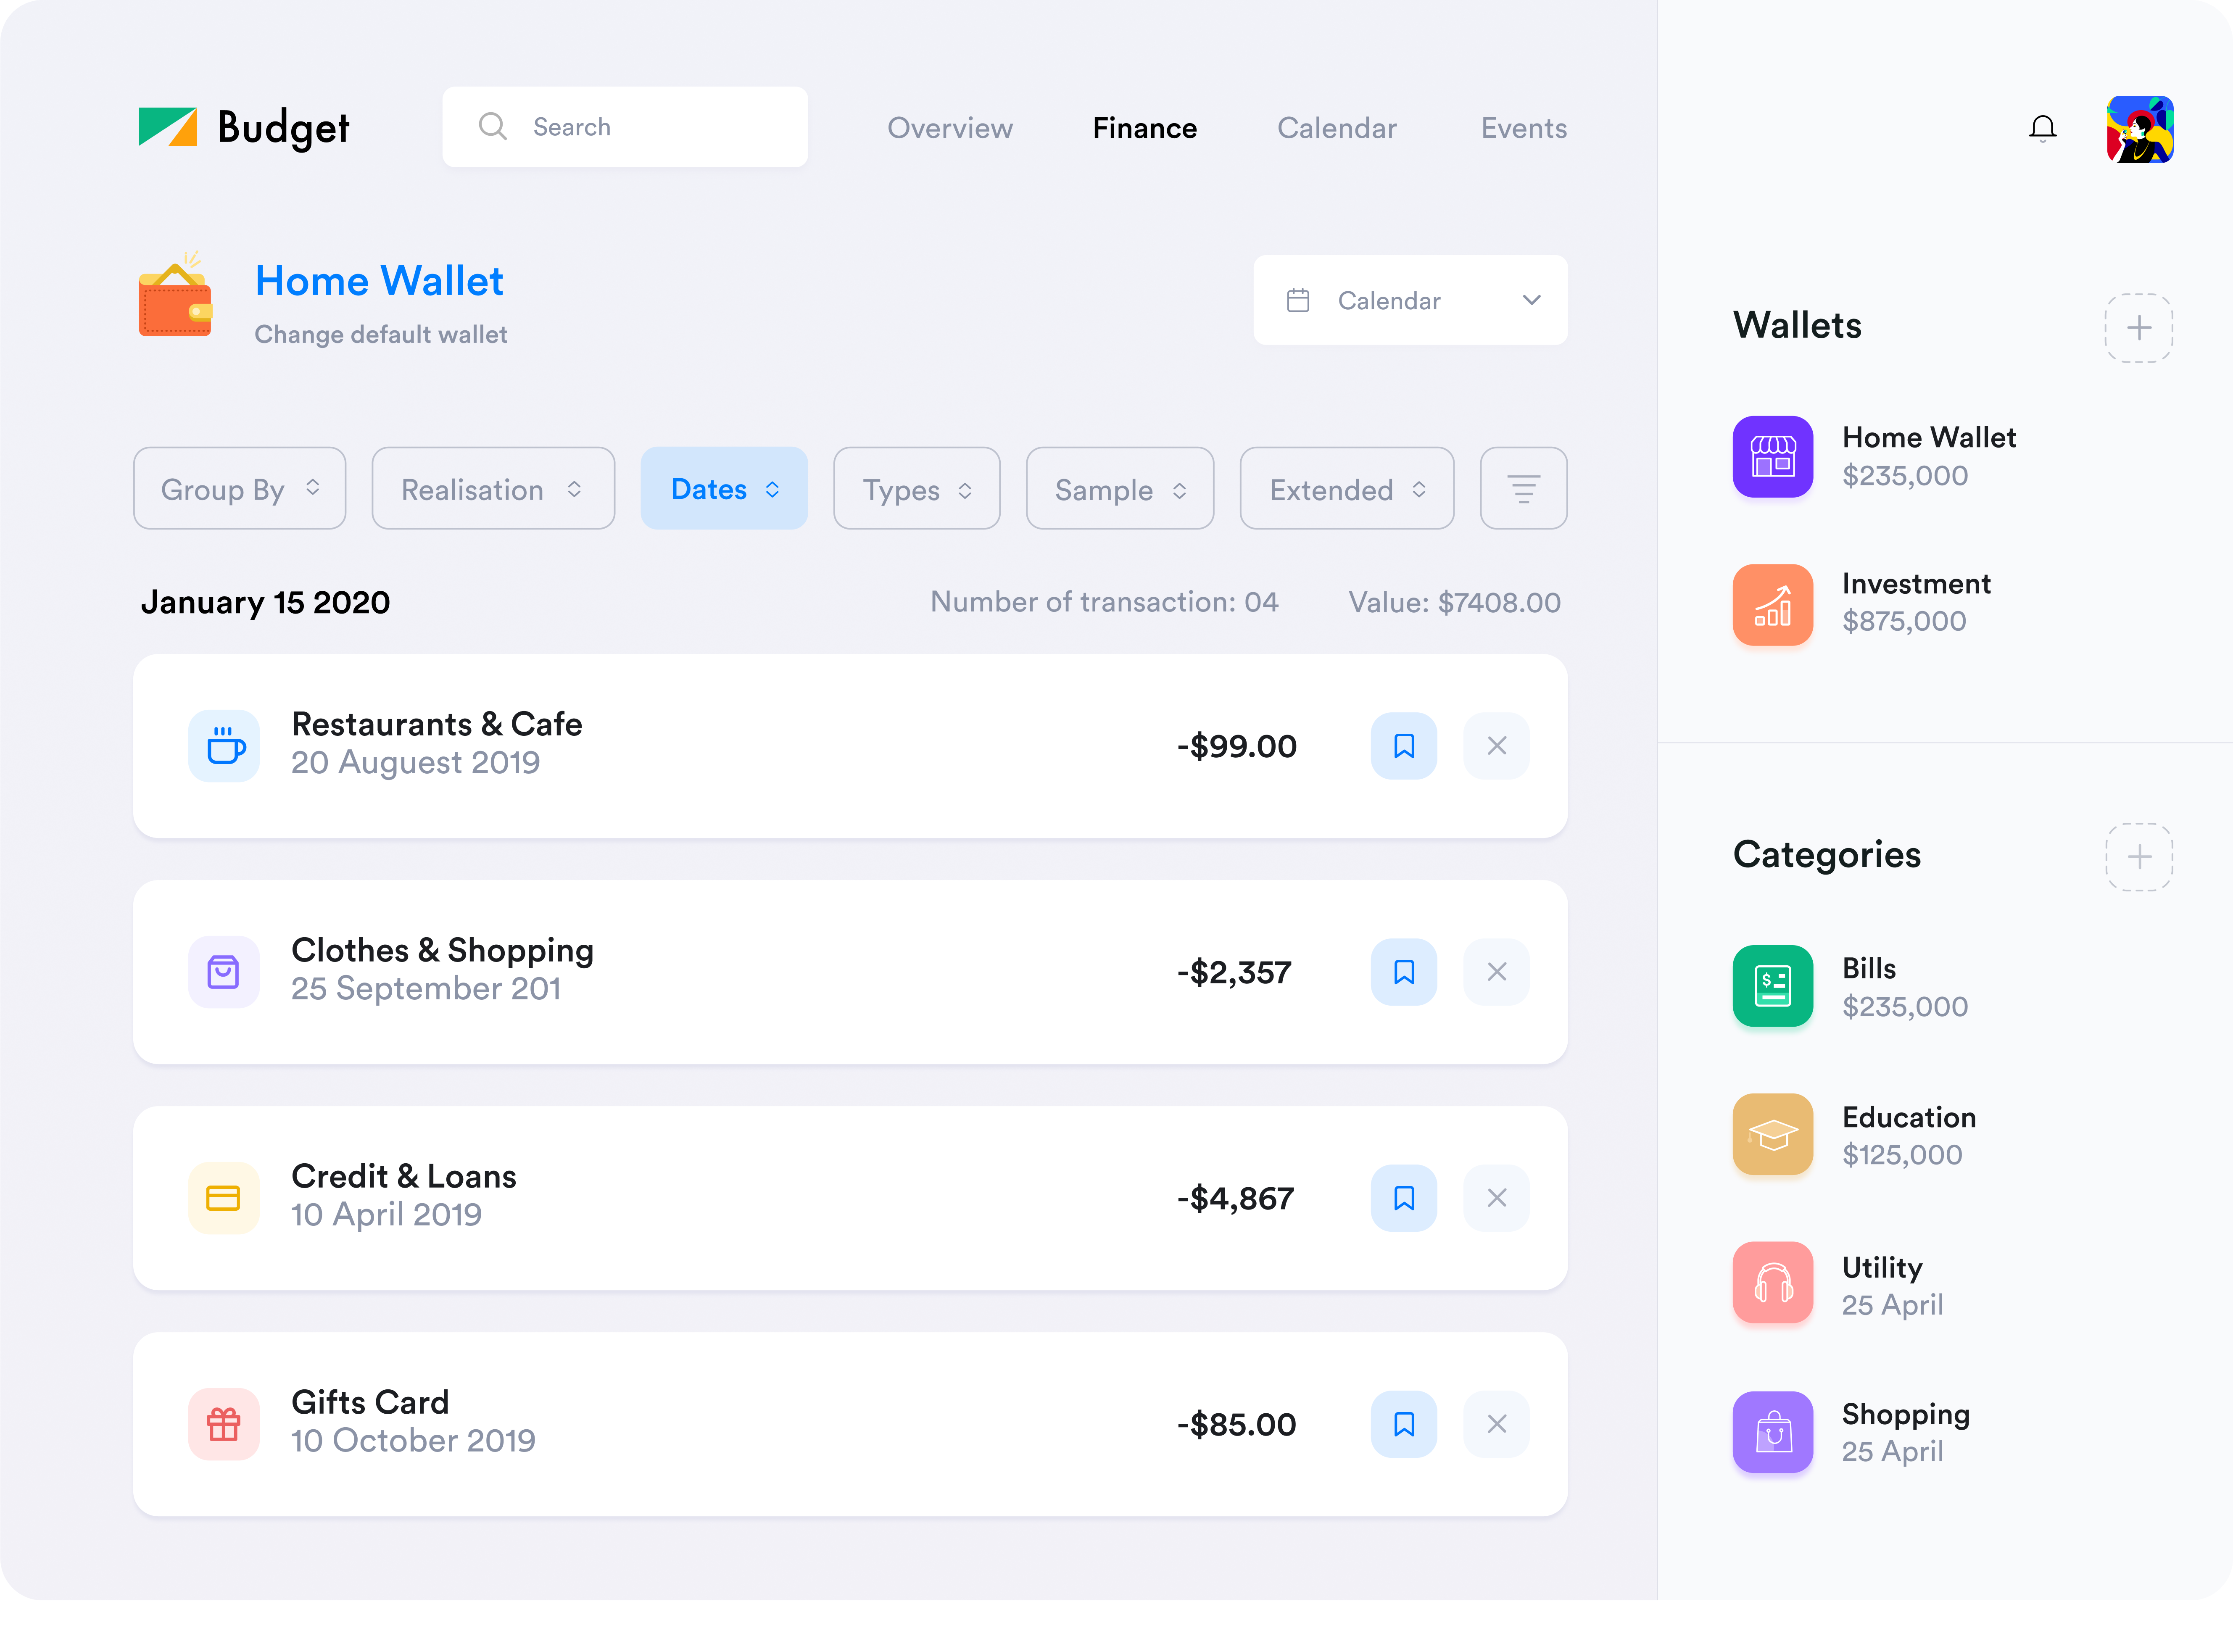 Budget
Search
Overview
Finance
Calendar
Events
Home Wallet
Change default wallet
Calendar
Group By
Realisation
Dates
Types
Sample
Extended
January 15 2020
Number of transaction: 04
Value: $7408.00
Restaurants & Cafe
20 Auguest 2019
-$99.00
Clothes & Shopping
25 September 201
-$2,357
Credit & Loans
10 April 2019
-$4,867
Gifts Card
10 October 2019
-$85.00
Wallets
Home Wallet
$235,000
Investment
$875,000
Categories
Bills
$235,000
Education
$125,000
Utility
25 April
Shopping
25 April